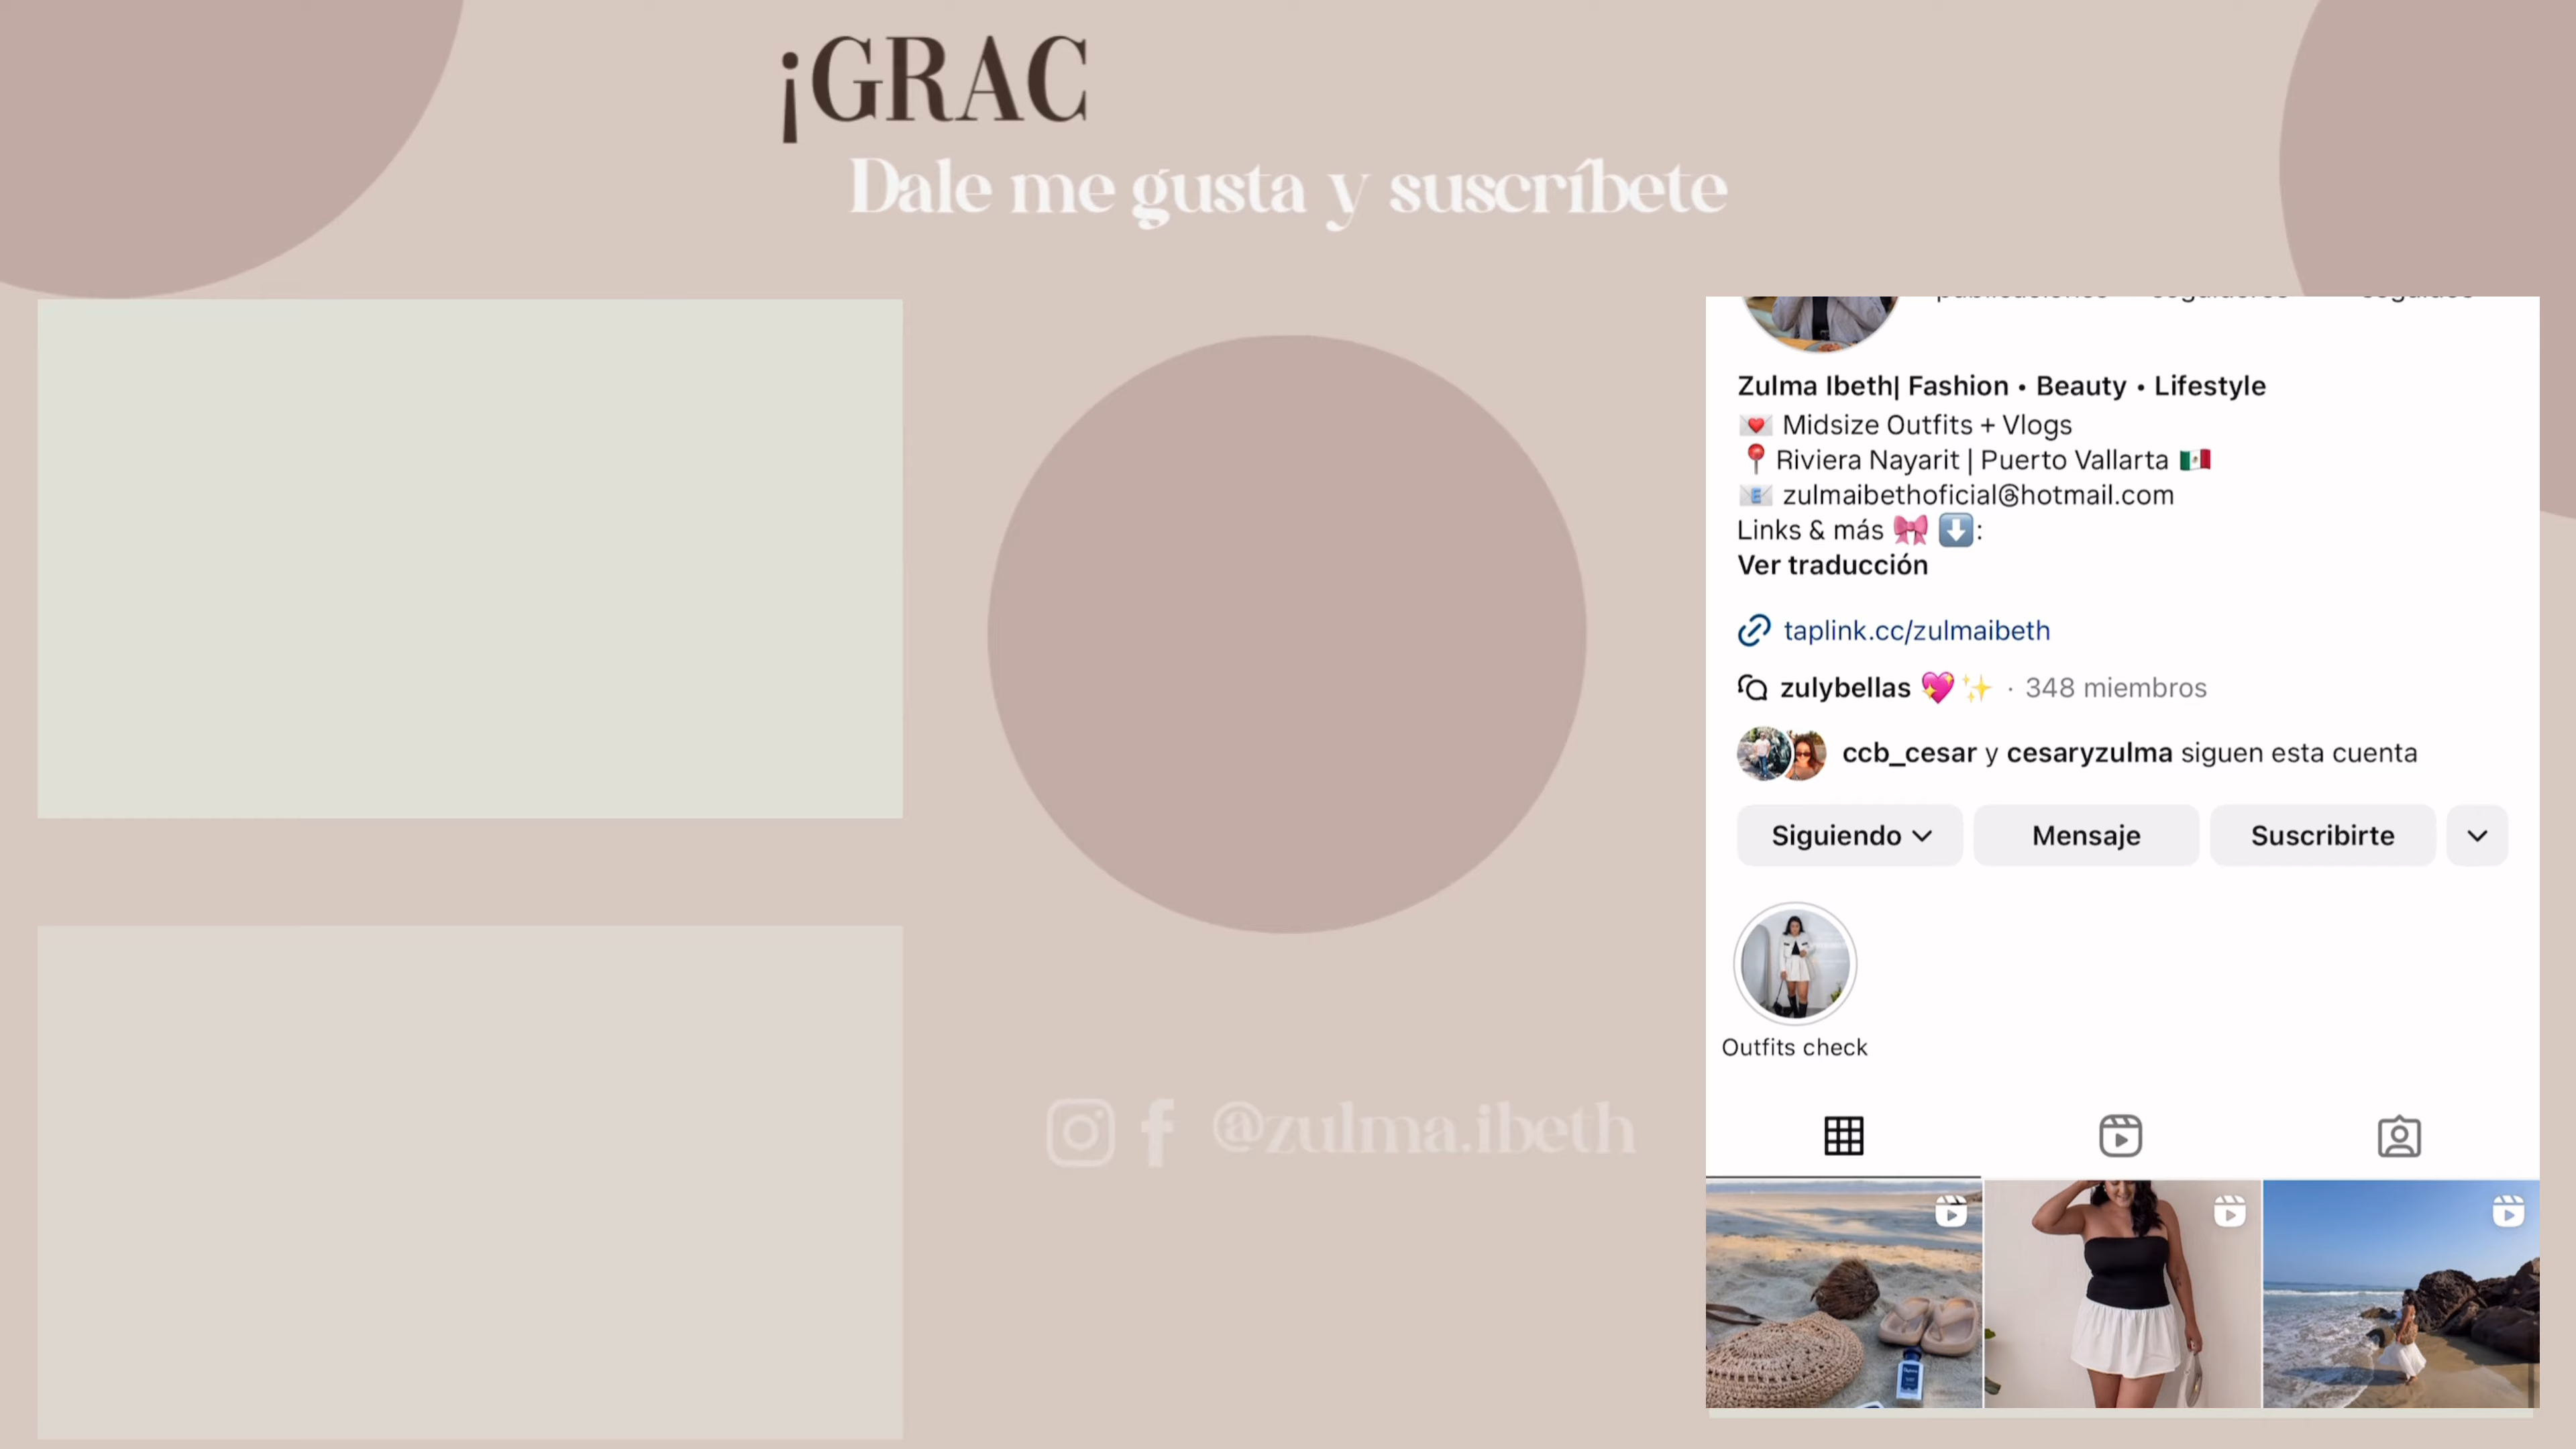 ¡GRAC
Dale me gusta y suscríbete
Zulma Ibeth| Fashion • Beauty • Lifestyle
💌 Midsize Outfits + Vlogs
📍Riviera Nayarit | Puerto Vallarta 🇲🇽
📧 zulmaibethoficial@hotmail.com
Links & más 🎀 ⬇️:
Ver traducción
taplink.cc/zulmaibeth
zulybellas 💖✨ · 348 miembros
ccb_cesar y cesaryzulma siguen esta cuenta
Siguiendo Mensaje Suscribirte
Outfits check
@zulma.ibeth